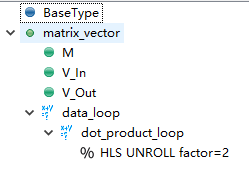 BaseType
matrix_vector
M
V_In
V_Out
data_loop
dot_product_loop
% HLS UNROLL factor=2